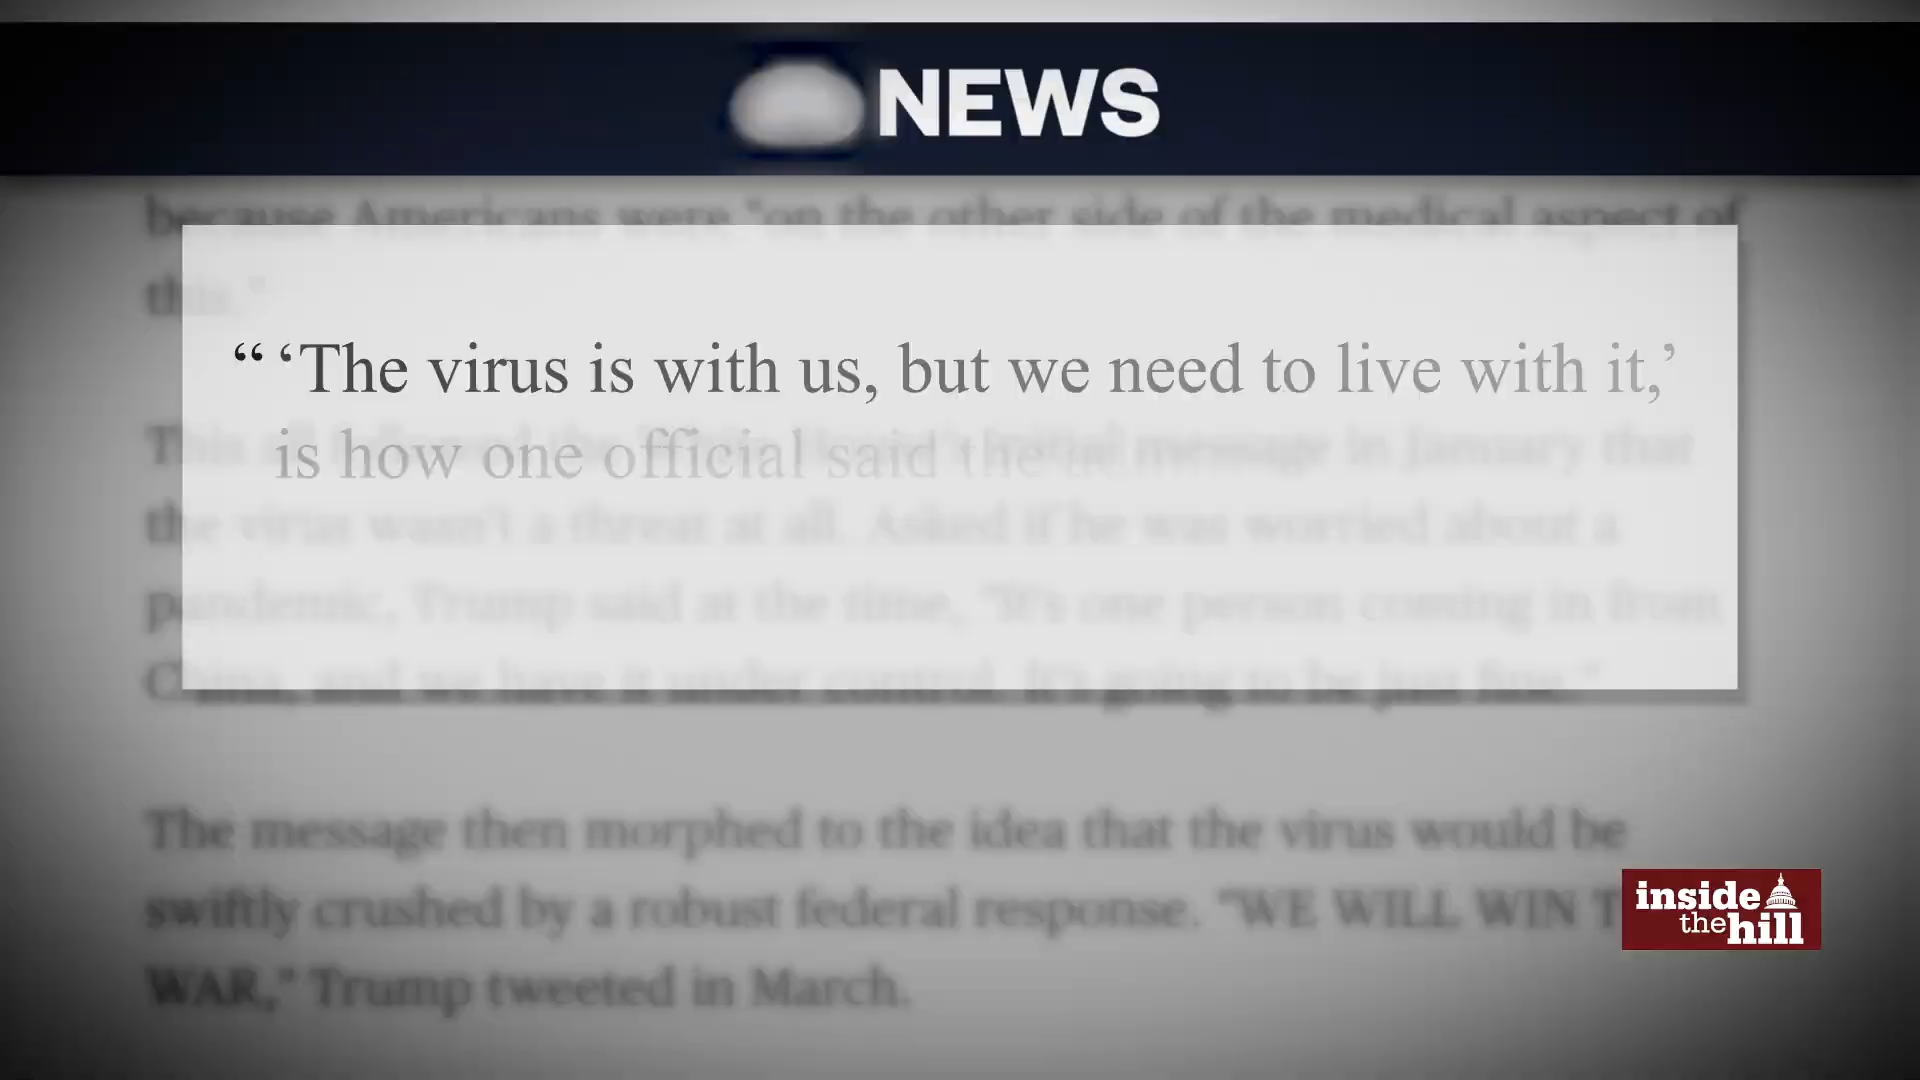 NEWS
because Americans were "on the other side of the medical aspect of
this."
“ ‘The virus is with us, but we need to live with it,’
is how one official said the
This all followed the White House's initial message in January that
the virus wasn't a threat at all. Asked if he was worried about a
pandemic, Trump said at the time, "It's one person coming in from
China, and we have it under control. It's going to be just fine."
The message then morphed to the idea that the virus would be
swiftly crushed by a robust federal response. "WE WILL WIN T
WAR," Trump tweeted in March.
inside
the hill